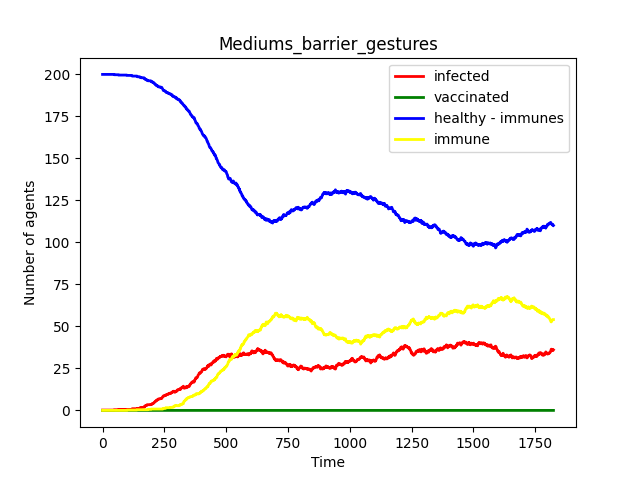 Mediums_barrier_gestures
infected
vaccinated
healthy - immunes
immune
Number of agents
200
175
150
125
100
75
50
25
0
0 250 500 750 1000 1250 1500 1750
Time